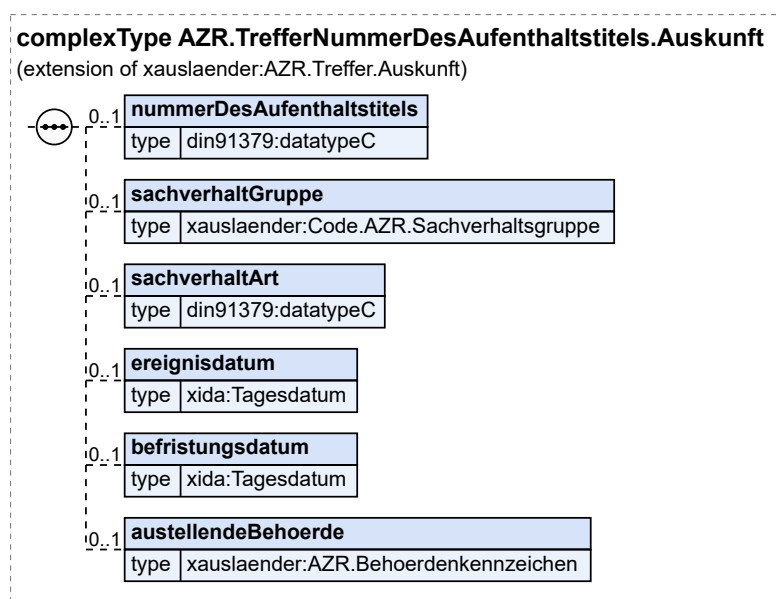 complexType AZR.TrefferNummerDesAufenthaltstitels.Auskunft
(extension of xauslaender:AZR.Treffer.Auskunft)
0..1 nummerDesAufenthaltstitels
type din91379:datatypeC
0..1 sachverhaltGruppe
type xauslaender:Code.AZR.Sachverhaltsgruppe
0..1 sachverhaltArt
type din91379:datatypeC
0..1 ereignisdatum
type xida:Tagesdatum
0..1 befristungsdatum
type xida:Tagesdatum
0..1 austellendeBehoerde
type xauslaender:AZR.Behoerdenkennzeichen